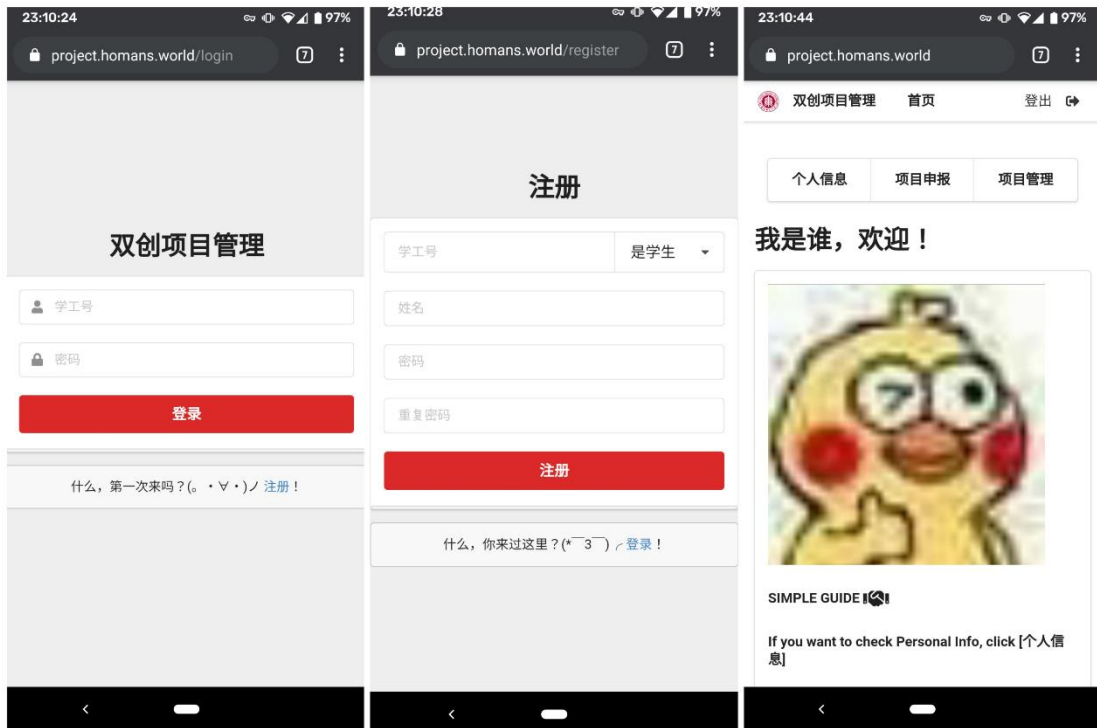 23:10:24
97%
project.homans.world/login
7
双创项目管理
学工号
密码
登录
什么，第一次来吗？(。・∀・)ノ 注册！
23:10:28
97%
project.homans.world/register
7
注册
学工号
是学生
姓名
密码
重复密码
注册
什么，你来过这里？(*￣3￣)╭ 登录！
23:10:44
97%
project.homans.world
7
双创项目管理 首页 登出
个人信息 项目申报 项目管理
我是谁，欢迎！
SIMPLE GUIDE
If you want to check Personal Info, click [个人信
息]